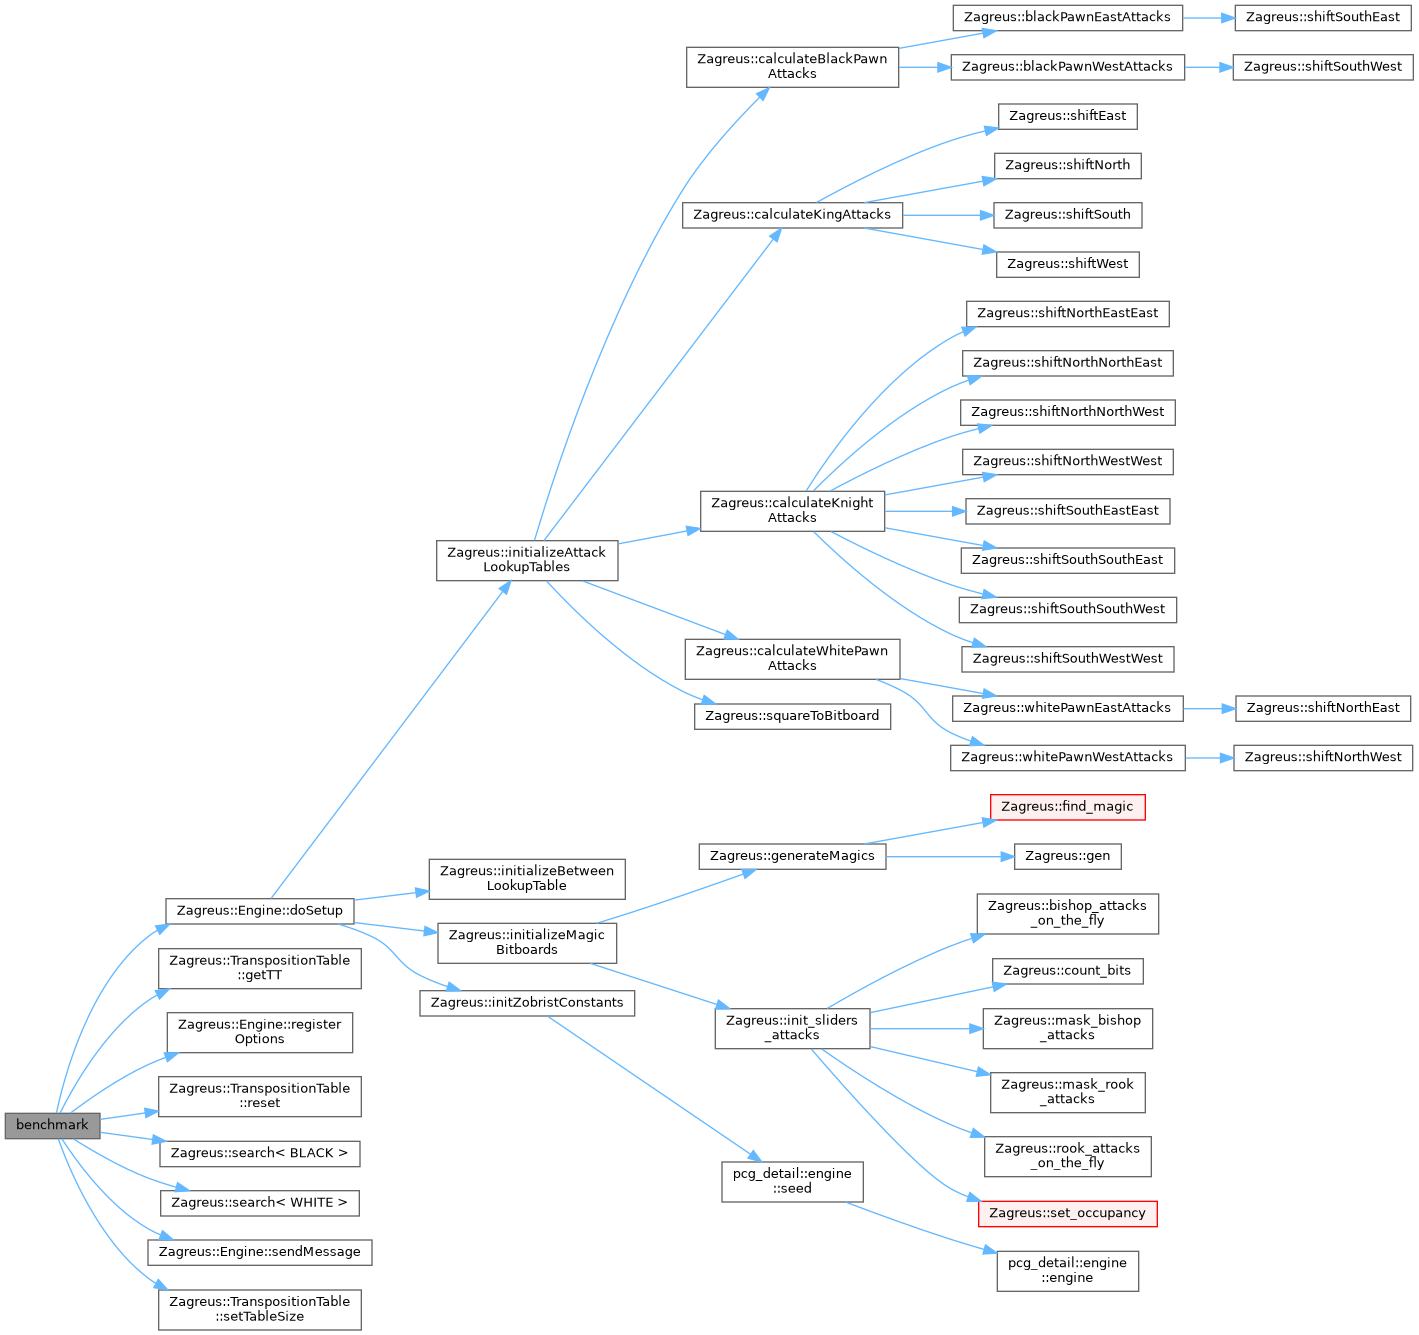 Zagreus::blackPawnEastAttacks
Zagreus::shiftSouthEast
Zagreus::calculateBlackPawn
Attacks
Zagreus::blackPawnWestAttacks
Zagreus::shiftSouthWest
Zagreus::shiftEast
Zagreus::shiftNorth
Zagreus::calculateKingAttacks
Zagreus::shiftSouth
Zagreus::shiftWest
Zagreus::shiftNorthEastEast
Zagreus::shiftNorthNorthEast
Zagreus::shiftNorthNorthWest
Zagreus::shiftNorthWestWest
Zagreus::calculateKnight
Attacks
Zagreus::shiftSouthEastEast
Zagreus::initializeAttack
LookupTables
Zagreus::shiftSouthSouthEast
Zagreus::shiftSouthSouthWest
Zagreus::calculateWhitePawn
Attacks
Zagreus::shiftSouthWestWest
Zagreus::whitePawnEastAttacks
Zagreus::shiftNorthEast
Zagreus::squareToBitboard
Zagreus::whitePawnWestAttacks
Zagreus::shiftNorthWest
Zagreus::find_magic
Zagreus::generateMagics
Zagreus::gen
Zagreus::initializeBetween
LookupTable
Zagreus::Engine::doSetup
Zagreus::bishop_attacks
_on_the_fly
Zagreus::initializeMagic
Bitboards
Zagreus::TranspositionTable
::getTT
Zagreus::count_bits
Zagreus::initZobristConstants
Zagreus::Engine::register
Options
Zagreus::init_sliders
_attacks
Zagreus::mask_bishop
_attacks
Zagreus::TranspositionTable
::reset
Zagreus::mask_rook
_attacks
benchmark
Zagreus::search< BLACK >
Zagreus::rook_attacks
_on_the_fly
pcg_detail::engine
::seed
Zagreus::search< WHITE >
Zagreus::set_occupancy
Zagreus::Engine::sendMessage
pcg_detail::engine
::engine
Zagreus::TranspositionTable
::setTableSize